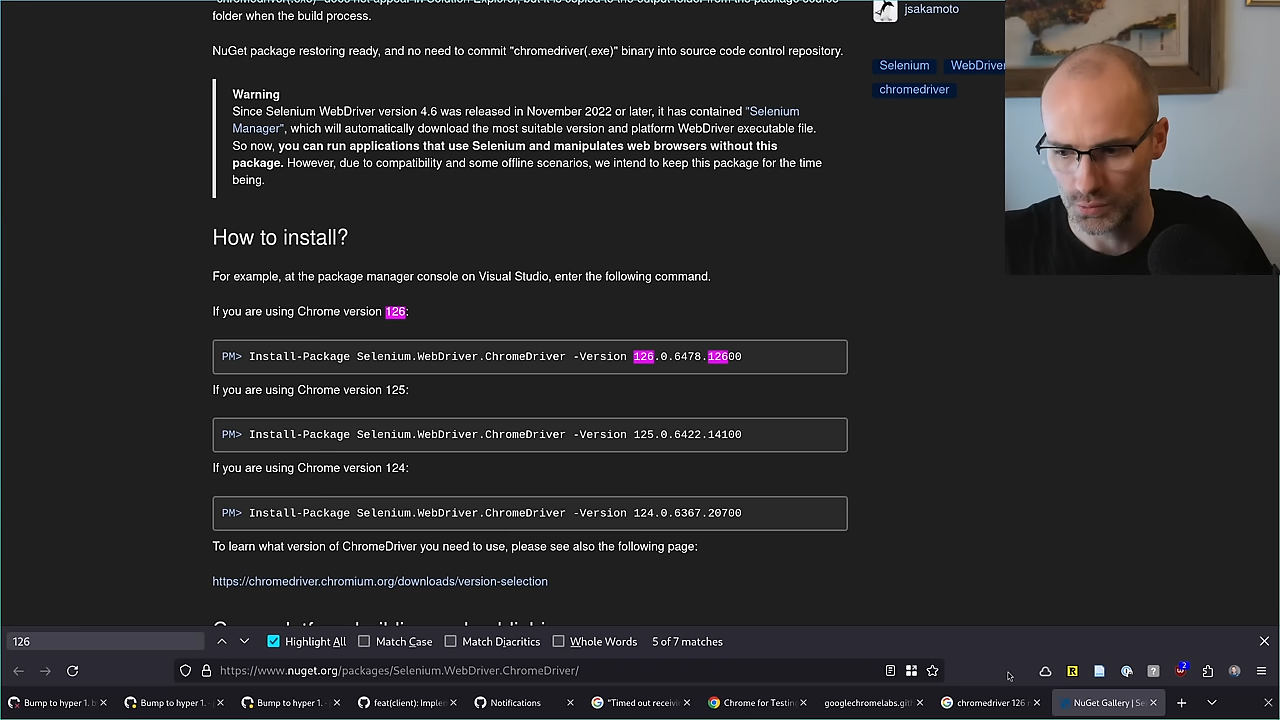 folder when the build process.
jsakamoto
NuGet package restoring ready, and no need to commit "chromedriver(.exe)" binary into source code control repository.
Selenium WebDriver
chromedriver
Warning
Since Selenium WebDriver version 4.6 was released in November 2022 or later, it has contained "Selenium
Manager", which will automatically download the most suitable version and platform WebDriver executable file.
So now, you can run applications that use Selenium and manipulates web browsers without this
package. However, due to compatibility and some offline scenarios, we intend to keep this package for the time
being.
How to install?
For example, at the package manager console on Visual Studio, enter the following command.
If you are using Chrome version 126:
PM> Install-Package Selenium.WebDriver.ChromeDriver -Version 126.0.6478.12600
If you are using Chrome version 125:
PM> Install-Package Selenium.WebDriver.ChromeDriver -Version 125.0.6422.14100
If you are using Chrome version 124:
PM> Install-Package Selenium.WebDriver.ChromeDriver -Version 124.0.6367.20700
To learn what version of ChromeDriver you need to use, please see also the following page:
https://chromedriver.chromium.org/downloads/version-selection
126 Highlight All Match Case Match Diacritics Whole Words 5 of 7 matches
https://www.nuget.org/packages/Selenium.WebDriver.ChromeDriver/ 2
Bump to hyper 1. b Bump to hyper 1. Bump to hyper 1. feat(client): Implen Notifications "Timed out receivi Chrome for Testin googlechromelabs.git chromedriver 126 n NuGet Gallery | Se